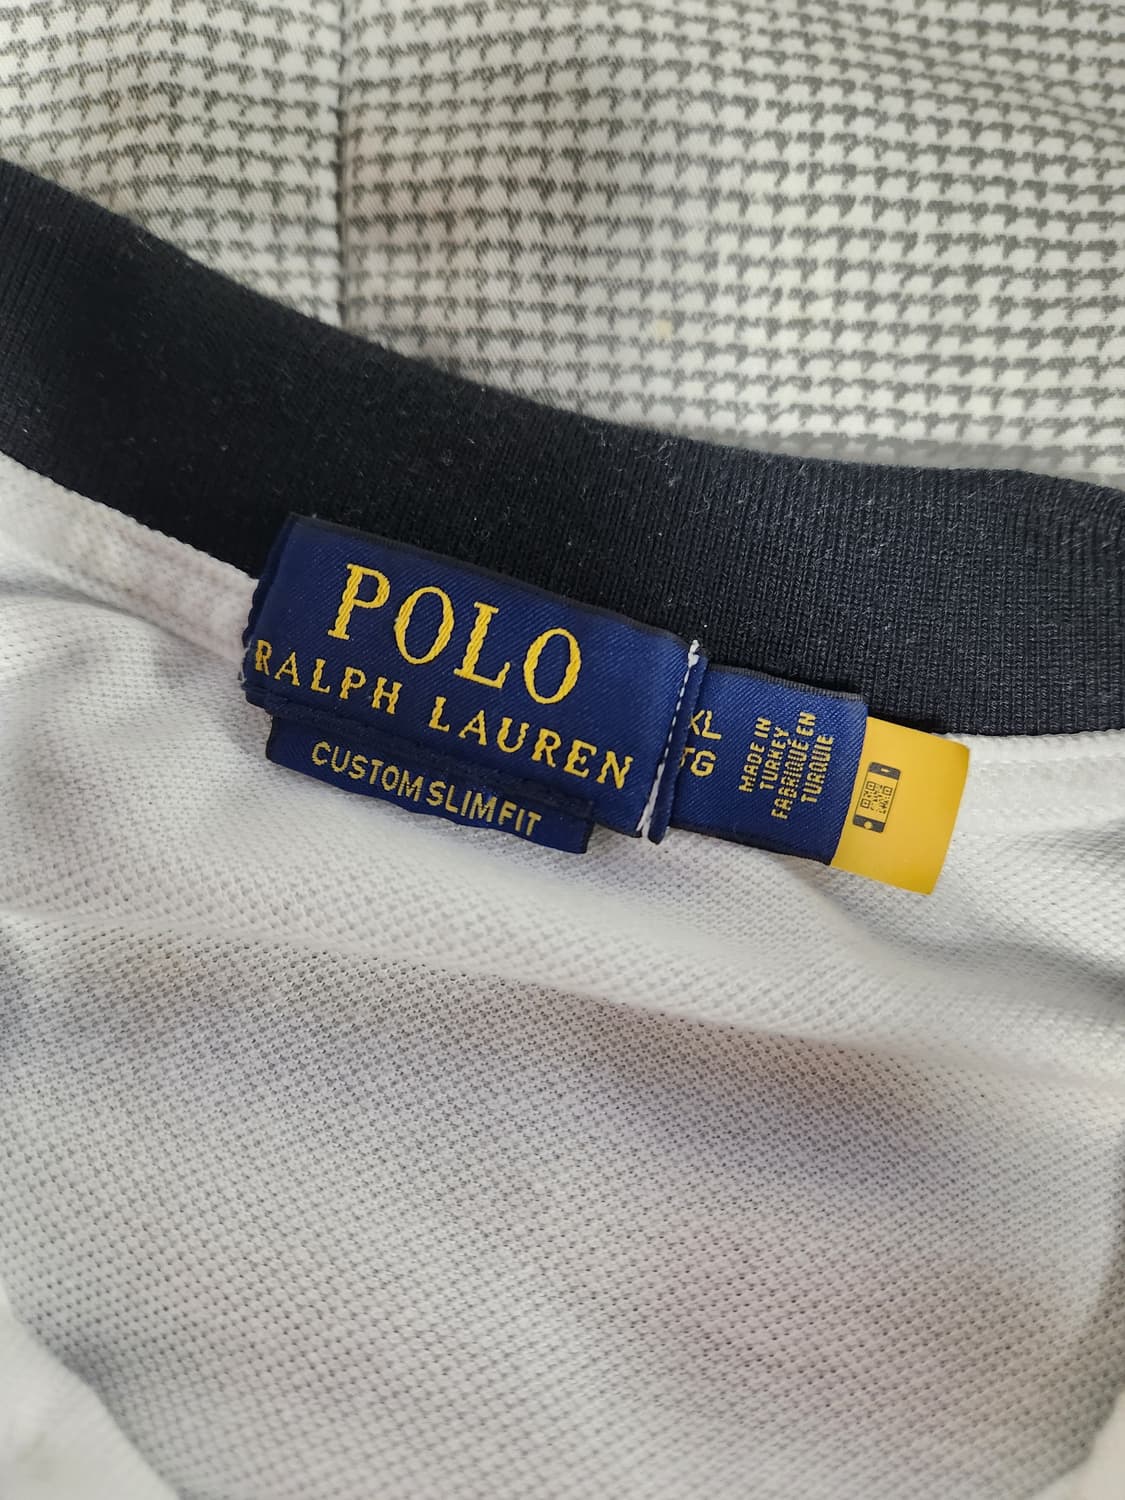 POLO
RALPH LAUREN
CUSTOM SLIM FIT
XL
TG
MADE IN
TURKEY
FABRIQUÉ EN
TURQUIE